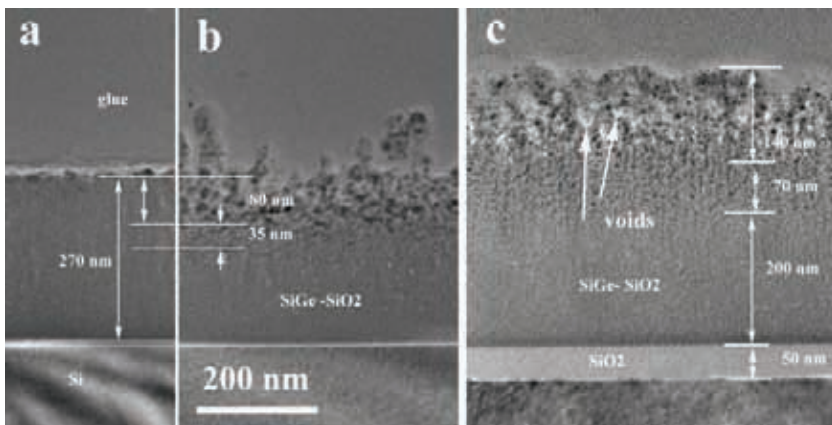 a
glue
270 nm
Si
b
80 nm
35 nm
SiGe -SiO2
200 nm
c
140 nm
70 nm
voids
200 nm
SiGe- SiO2
SiO2
50 nm